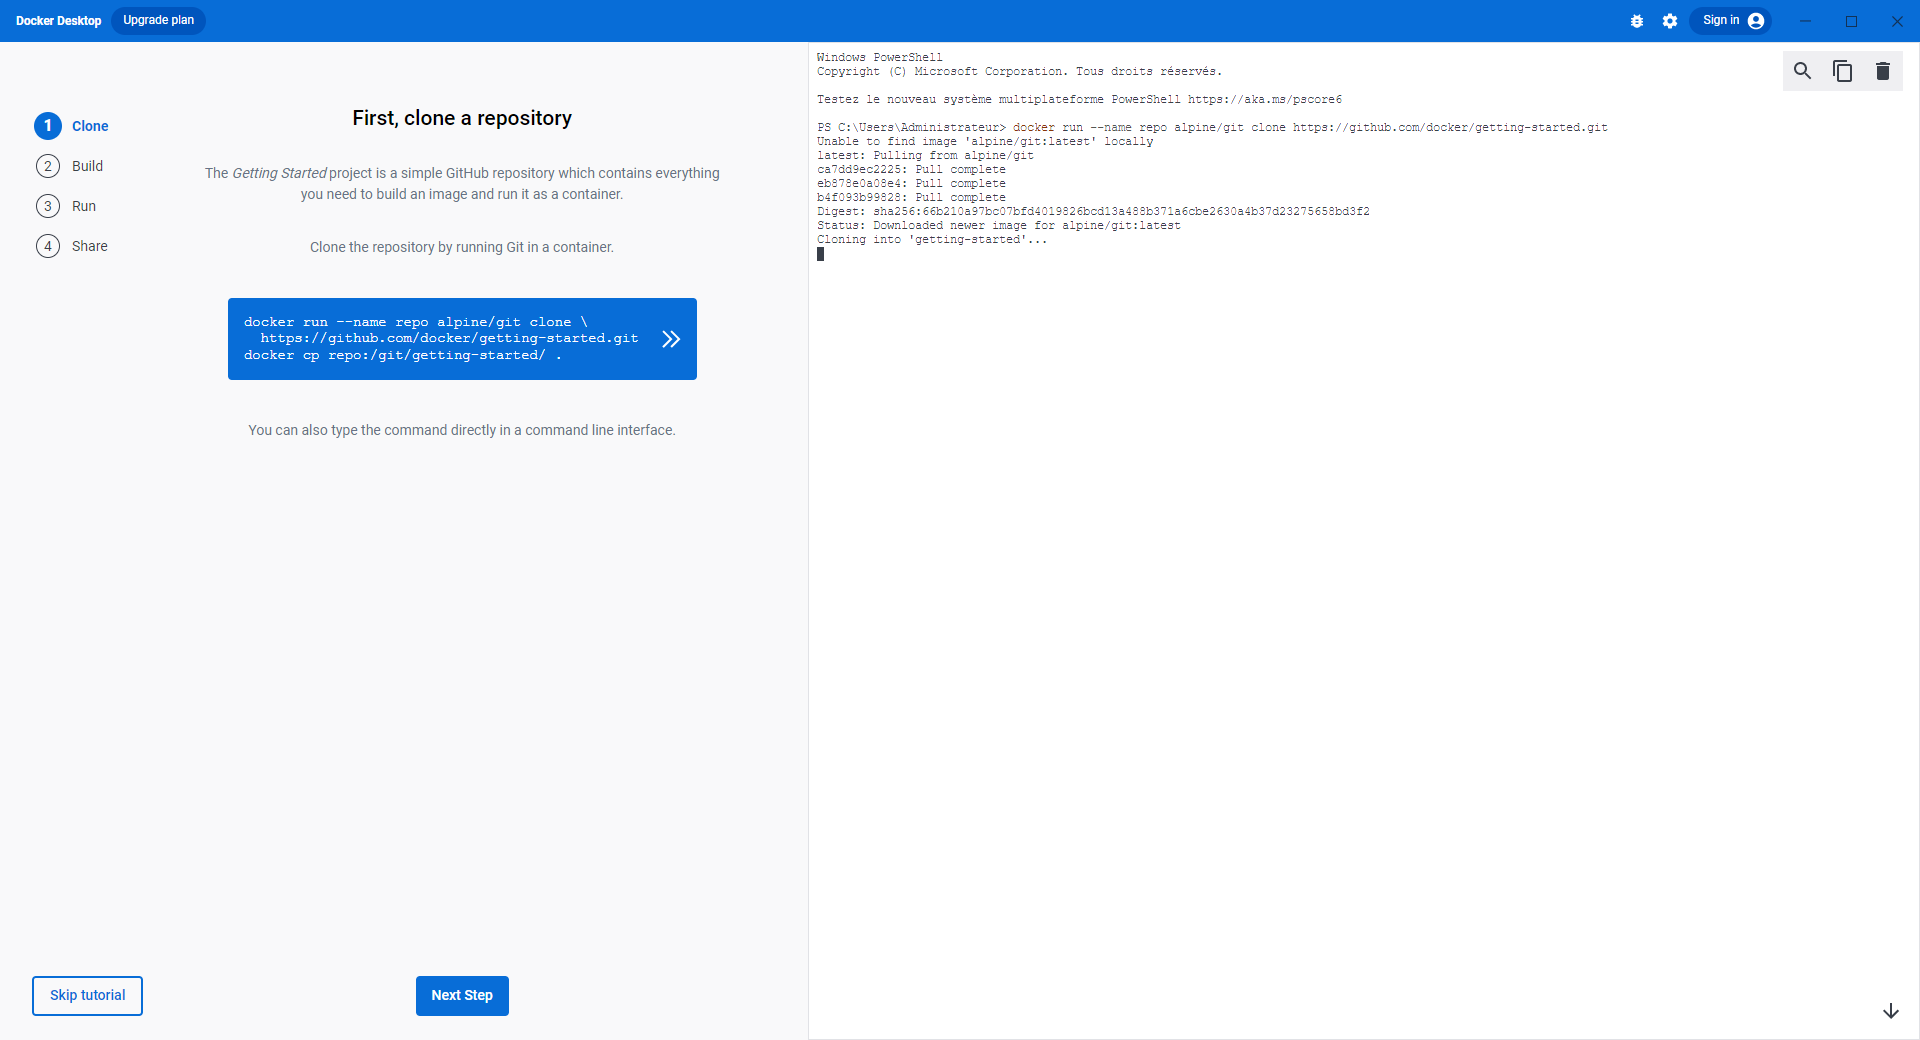 Docker Desktop
Upgrade plan
Sign in
1 Clone
2 Build
3 Run
4 Share
First, clone a repository
The Getting Started project is a simple GitHub repository which contains everything
you need to build an image and run it as a container.
Clone the repository by running Git in a container.
docker run --name repo alpine/git clone \
https://github.com/docker/getting-started.git
docker cp repo:/git/getting-started/ .
You can also type the command directly in a command line interface.
Skip tutorial
Next Step
Windows PowerShell
Copyright (C) Microsoft Corporation. Tous droits réservés.
Testez le nouveau système multiplateforme PowerShell https://aka.ms/pscore6
PS C:\Users\Administrateur> docker run --name repo alpine/git clone https://github.com/docker/getting-started.git
Unable to find image 'alpine/git:latest' locally
latest: Pulling from alpine/git
ca7dd9ec2225: Pull complete
eb878e0a08e4: Pull complete
b4f093b99828: Pull complete
Digest: sha256:66b210a97bc07bfd4019826bcd13a488b371a6cbe2630a4b37d23275658bd3f2
Status: Downloaded newer image for alpine/git:latest
Cloning into 'getting-started'...